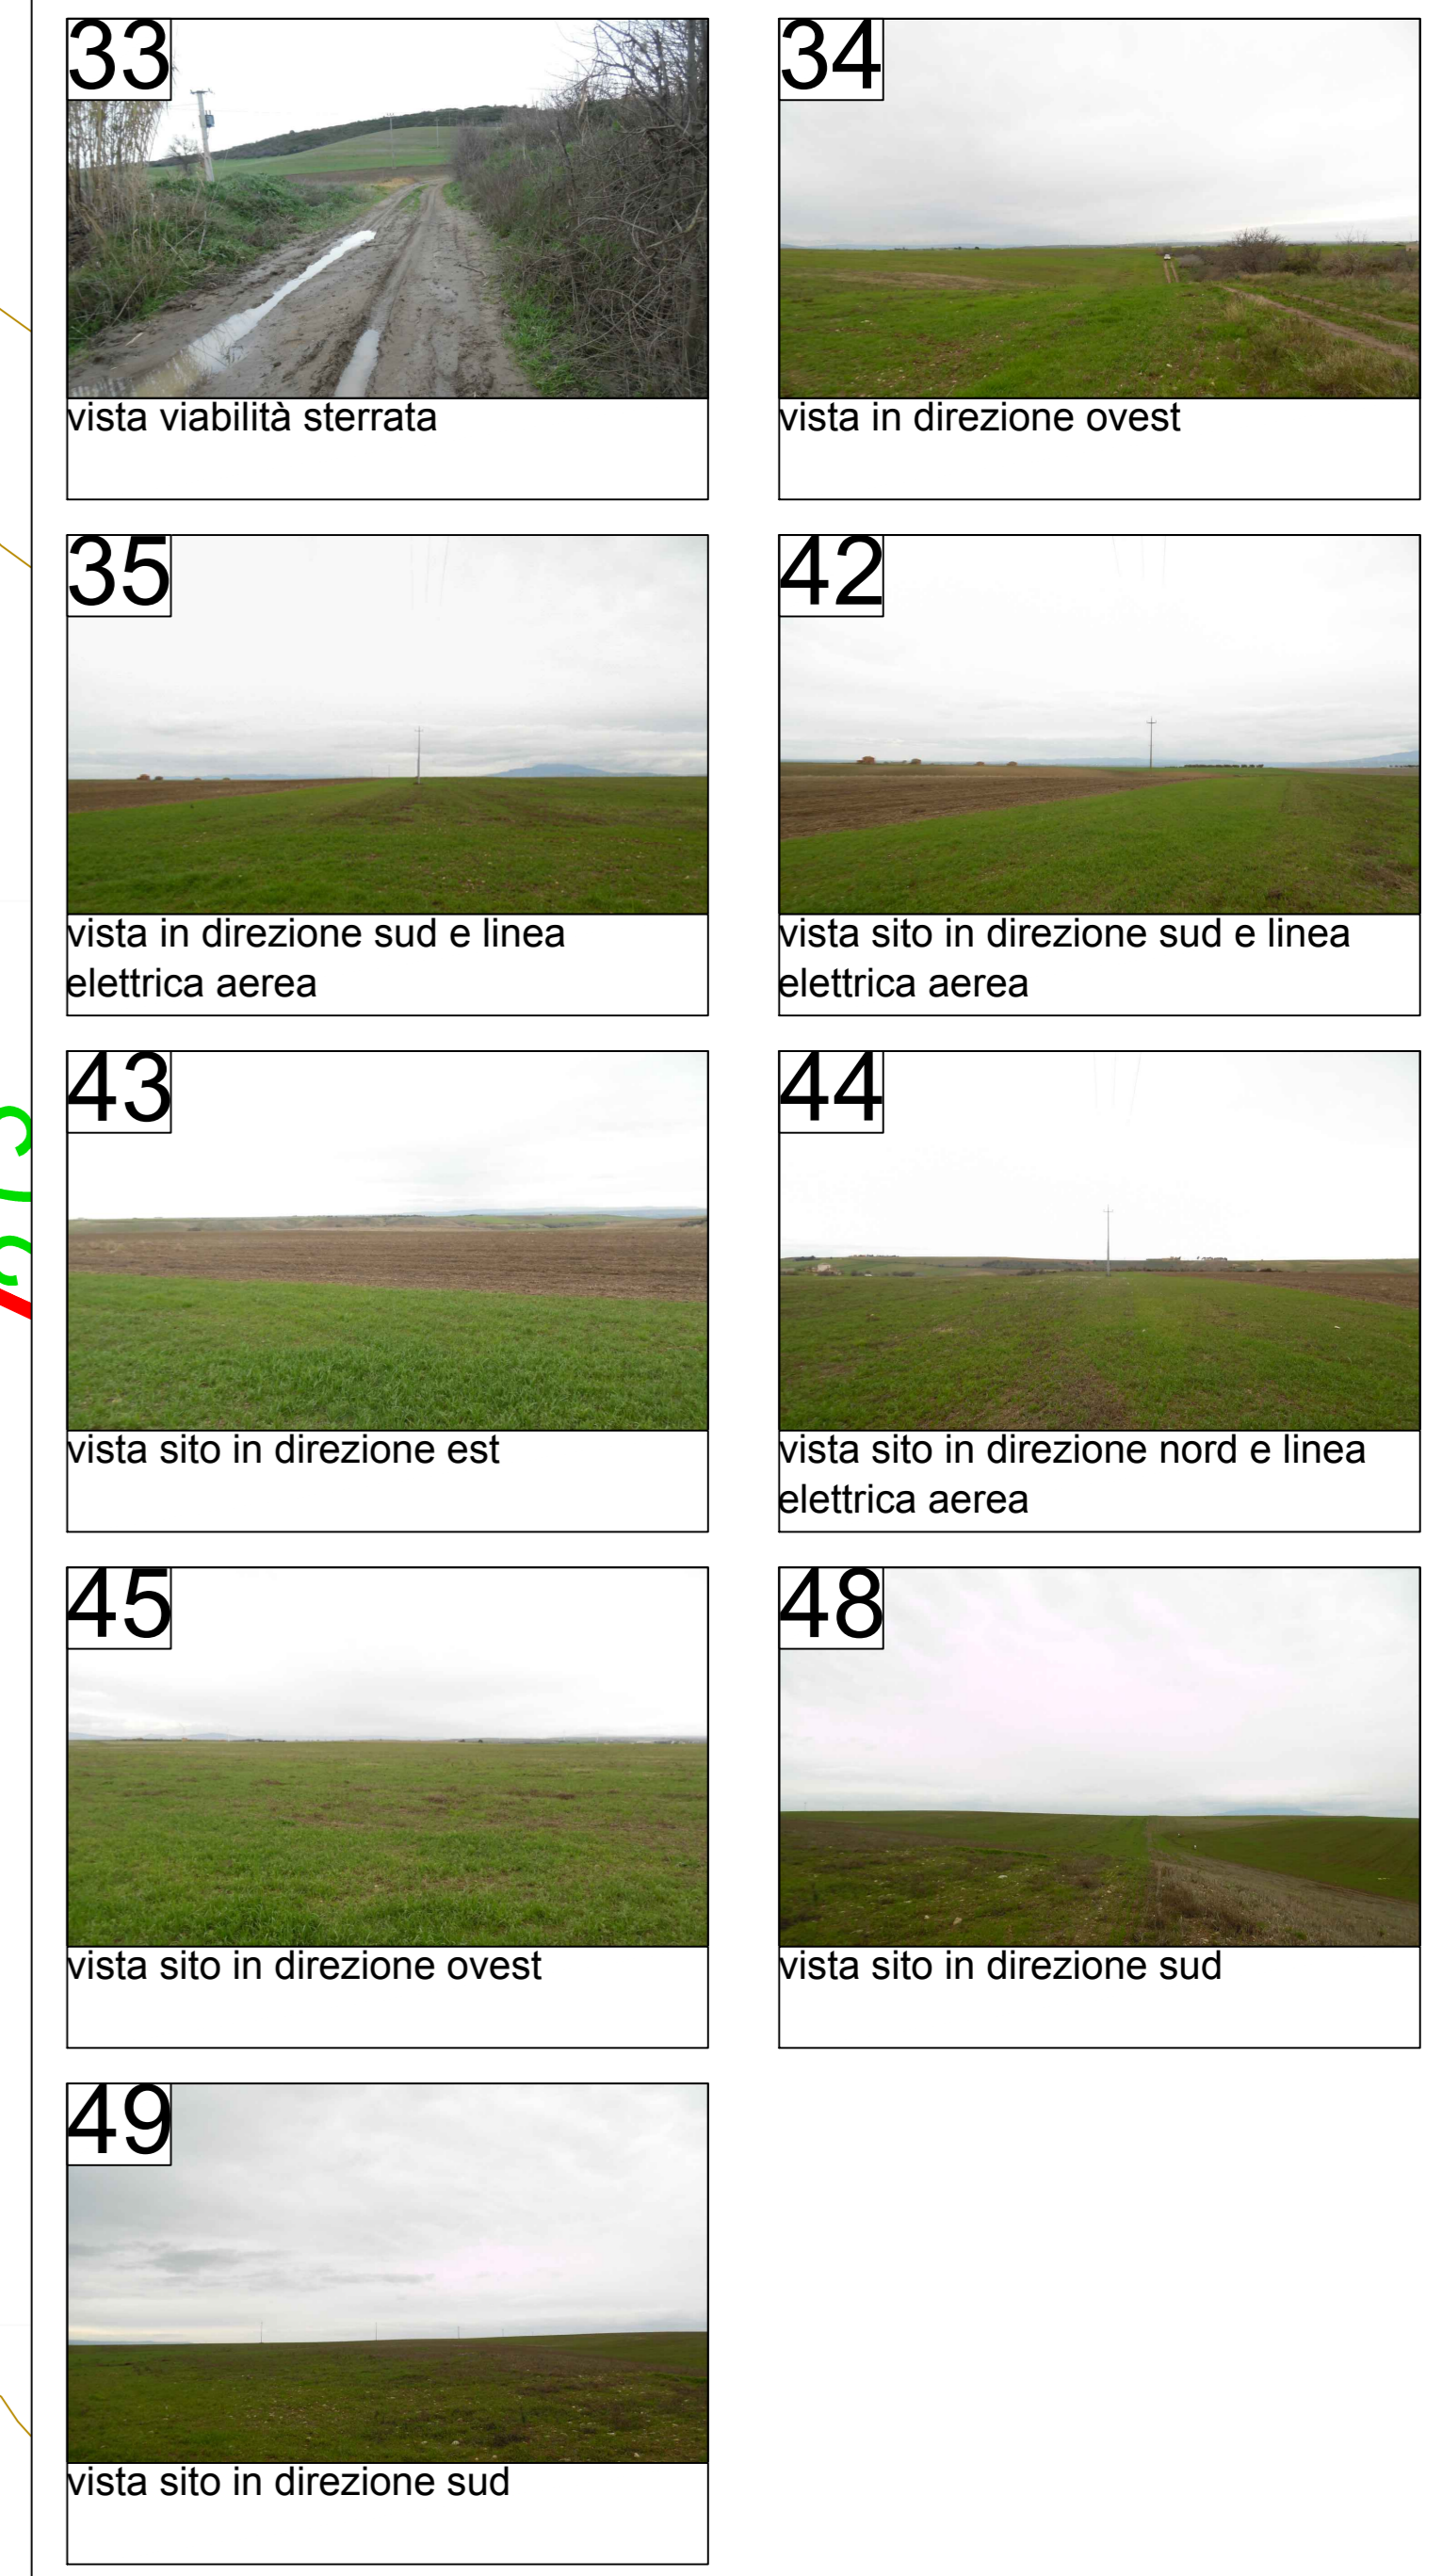 33
vista viabilità sterrata
34
vista in direzione ovest
35
vista in direzione sud e linea
elettrica aerea
42
vista sito in direzione sud e linea
elettrica aerea
43
vista sito in direzione est
44
vista sito in direzione nord e linea
elettrica aerea
45
vista sito in direzione ovest
48
vista sito in direzione sud
49
vista sito in direzione sud